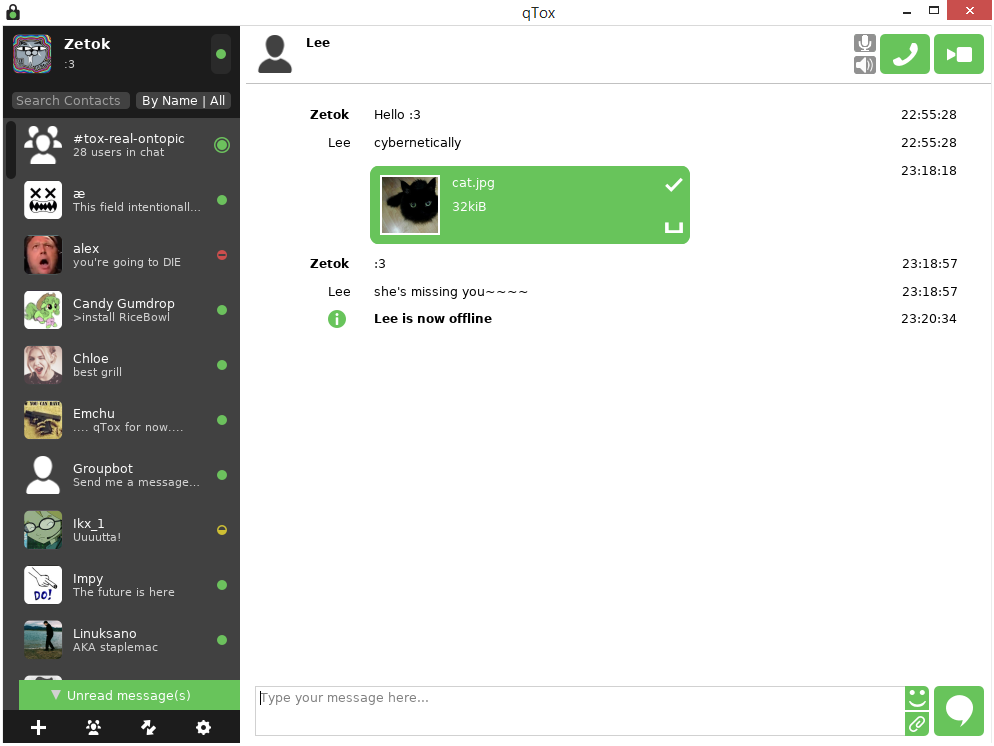 qTox
Zetok
:3
Search Contacts
By Name | All
#tox-real-ontopic
28 users in chat
æ
This field intentionall...
alex
you're going to DIE
Candy Gumdrop
>install RiceBowl
Chloe
best grill
YOU CAN HAVE
Emchu
.... qTox for now....
Groupbot
Send me a message...
Ikx_1
Uuuutta!
DO!
Impy
The future is here
Linuksano
AKA staplemac
Unread message(s)
Lee
Zetok Hello :3 22:55:28
Lee cybernetically 22:55:28
cat.jpg 23:18:18
32kiB
Zetok :3 23:18:57
Lee she's missing you~~~~ 23:18:57
Lee is now offline 23:20:34
Type your message here...